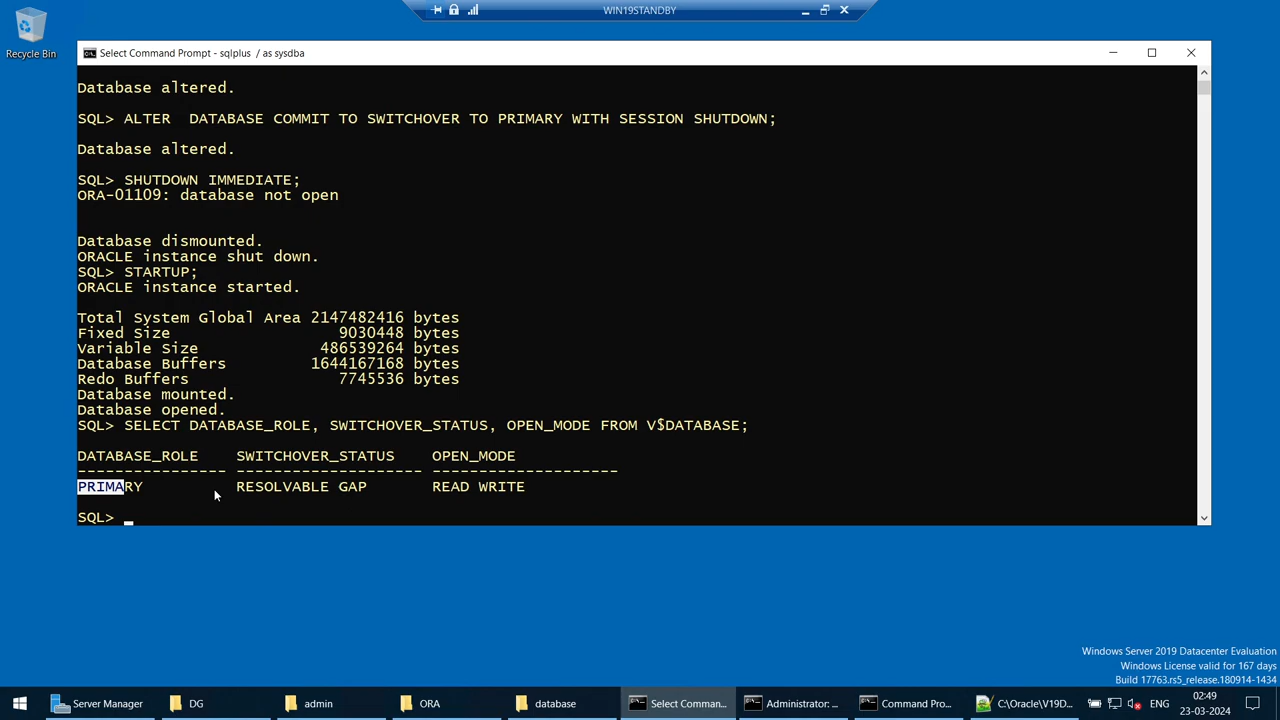 WIN19STANDBY
Recycle Bin
Select Command Prompt - sqlplus  / as sysdba
Database altered.
SQL> ALTER  DATABASE COMMIT TO SWITCHOVER TO PRIMARY WITH SESSION SHUTDOWN;
Database altered.
SQL> SHUTDOWN IMMEDIATE;
ORA-01109: database not open
Database dismounted.
ORACLE instance shut down.
SQL> STARTUP;
ORACLE instance started.
Total System Global Area 2147482416 bytes
Fixed Size                  9030448 bytes
Variable Size             486539264 bytes
Database Buffers         1644167168 bytes
Redo Buffers                7745536 bytes
Database mounted.
Database opened.
SQL> SELECT DATABASE_ROLE, SWITCHOVER_STATUS, OPEN_MODE FROM V$DATABASE;
DATABASE_ROLE    SWITCHOVER_STATUS    OPEN_MODE
---------------- -------------------- --------------------
PRIMARY          RESOLVABLE GAP       READ WRITE
SQL> _
Windows Server 2019 Datacenter Evaluation
Windows License valid for 167 days
Build 17763.rs5_release.180914-1434
Server Manager
DG
admin
ORA
database
Select Comman...
Administrator: ...
Command Pro...
C:\Oracle\V19D...
ENG
02:49
23-03-2024